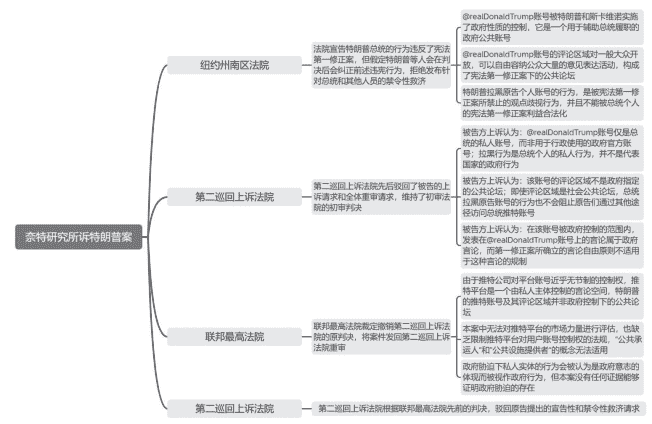 奈特研究所诉特朗普案
纽约州南区法院
法院宣告特朗普总统的行为违反了宪法
第一修正案，但假定特朗普等人会在判
决后会纠正前述违宪行为，拒绝发布针
对总统和其他人员的禁令性救济
@realDonaldTrump账号被特朗普和斯卡维诺实施
了政府性质的控制，它是一个用于辅助总统履职的
政府公共账号
@realDonaldTrump账号的评论区域对一般大众开
放，可以自由容纳公众大量的意见表达活动，构成
了宪法第一修正案下的公共论坛
特朗普拉黑原告个人账号的行为，是被宪法第一修正
案所禁止的观点歧视行为，并且不能被总统个人
的宪法第一修正案利益合法化
第二巡回上诉法院
第二巡回上诉法院先后驳回了被告的上
诉请求和全体重审请求，维持了初审法
院的初审判决
被告方上诉认为：@realDonaldTrump账号仅是总
统的私人账号，而非用于行政使用的政府官方账
号；拉黑行为是总统个人的私人行为，并不是代表
国家的政府行为
被告方上诉认为：该账号的评论区域不是政府指定
的公共论坛；即使评论区域是社会公共论坛，总统
拉黑原告账号的行为也不会阻止原告们通过其他途
径访问总统推特账号
被告方上诉认为：在该账号被政府控制的范围内，
发表在@realDonaldTrump账号上的言论属于政府
言论，而第一修正案所确立的言论自由原则不适用
于这种言论的规制
联邦最高法院
联邦最高法院裁定撤销第二巡回上诉法
院的原判决，将案件发回第二巡回上诉
法院重审
由于推特公司对平台账号近乎无节制的控制权，推
特平台是一个由私人主体控制的言论空间，特朗普
的推特账号及其评论区域并非政府控制下的公共论
坛
本案中无法对推特平台的市场力量进行评估，也缺
乏限制推特平台对用户账号控制权的法规，“公共承
运人”和“公共设施提供者”的概念无法适用
政府胁迫下私人实体的行为会被认为是政府意志的
体现而被视作政府行为，但本案没有任何证据能够
证明政府胁迫的存在
第二巡回上诉法院
第二巡回上诉法院根据联邦最高法院先前的判决，驳回原告提出的宣告性和禁令性救济请求